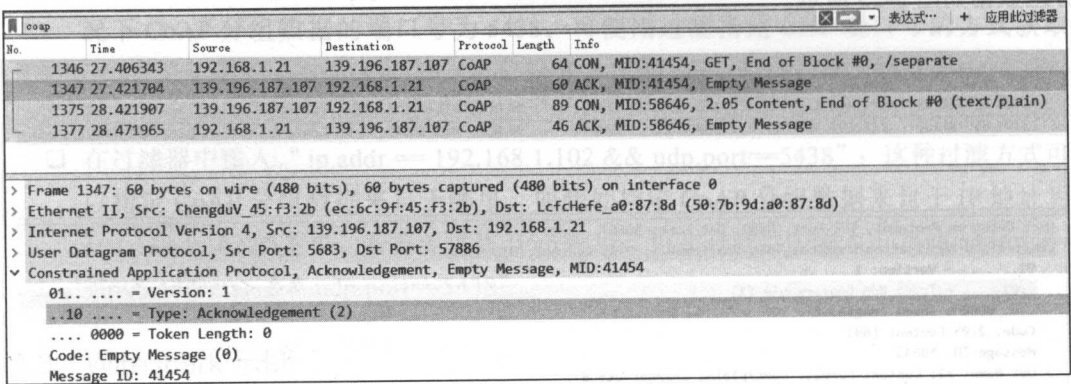 coap 表达式… + 应用此过滤器
No. Time Source Destination Protocol Length Info
1346 27.406343 192.168.1.21 139.196.187.107 CoAP 64 CON, MID:41454, GET, End of Block #0, /separate
1347 27.421704 139.196.187.107 192.168.1.21 CoAP 60 ACK, MID:41454, Empty Message
1375 28.421907 139.196.187.107 192.168.1.21 CoAP 89 CON, MID:58646, 2.05 Content, End of Block #0 (text/plain)
1377 28.471965 192.168.1.21 139.196.187.107 CoAP 46 ACK, MID:58646, Empty Message
> Frame 1347: 60 bytes on wire (480 bits), 60 bytes captured (480 bits) on interface 0
> Ethernet II, Src: ChengduV_45:f3:2b (ec:6c:9f:45:f3:2b), Dst: LcfcHefe_a0:87:8d (50:7b:9d:a0:87:8d)
> Internet Protocol Version 4, Src: 139.196.187.107, Dst: 192.168.1.21
> User Datagram Protocol, Src Port: 5683, Dst Port: 57886
∨ Constrained Application Protocol, Acknowledgement, Empty Message, MID:41454
01.. .... = Version: 1
..10 .... = Type: Acknowledgement (2)
.... 0000 = Token Length: 0
Code: Empty Message (0)
Message ID: 41454